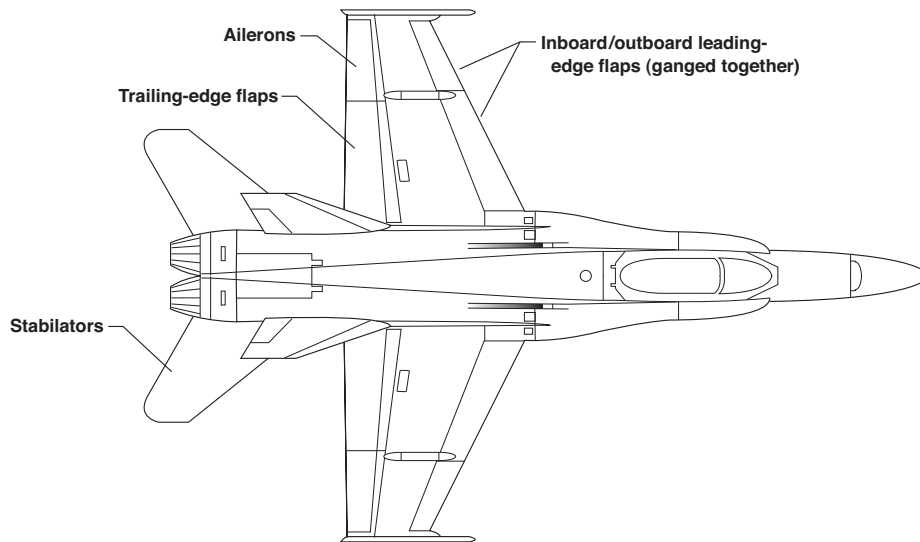 Ailerons
Inboard/outboard leading-
edge flaps (ganged together)
Trailing-edge flaps
Stabilators